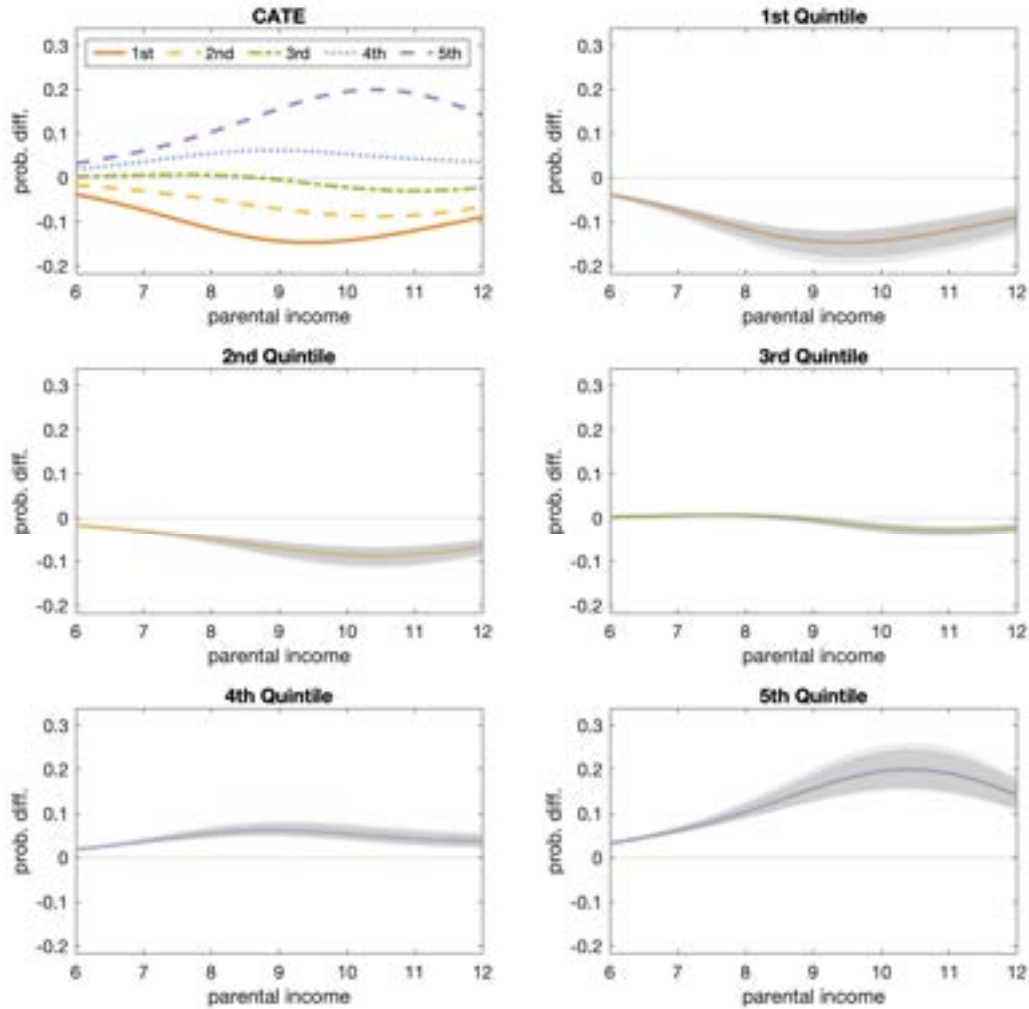 CATE
0.3
1st 2nd 3rd 4th 5th
0.2
0.1
0
-0.1
-0.2
prob. diff.
6 7 8 9 10 11 12
parental income
1st Quintile
0.3
0.2
0.1
0
-0.1
-0.2
prob. diff.
6 7 8 9 10 11 12
parental income
2nd Quintile
0.3
0.2
0.1
0
-0.1
-0.2
prob. diff.
6 7 8 9 10 11 12
parental income
3rd Quintile
0.3
0.2
0.1
0
-0.1
-0.2
prob. diff.
6 7 8 9 10 11 12
parental income
4th Quintile
0.3
0.2
0.1
0
-0.1
-0.2
prob. diff.
6 7 8 9 10 11 12
parental income
5th Quintile
0.3
0.2
0.1
0
-0.1
-0.2
prob. diff.
6 7 8 9 10 11 12
parental income